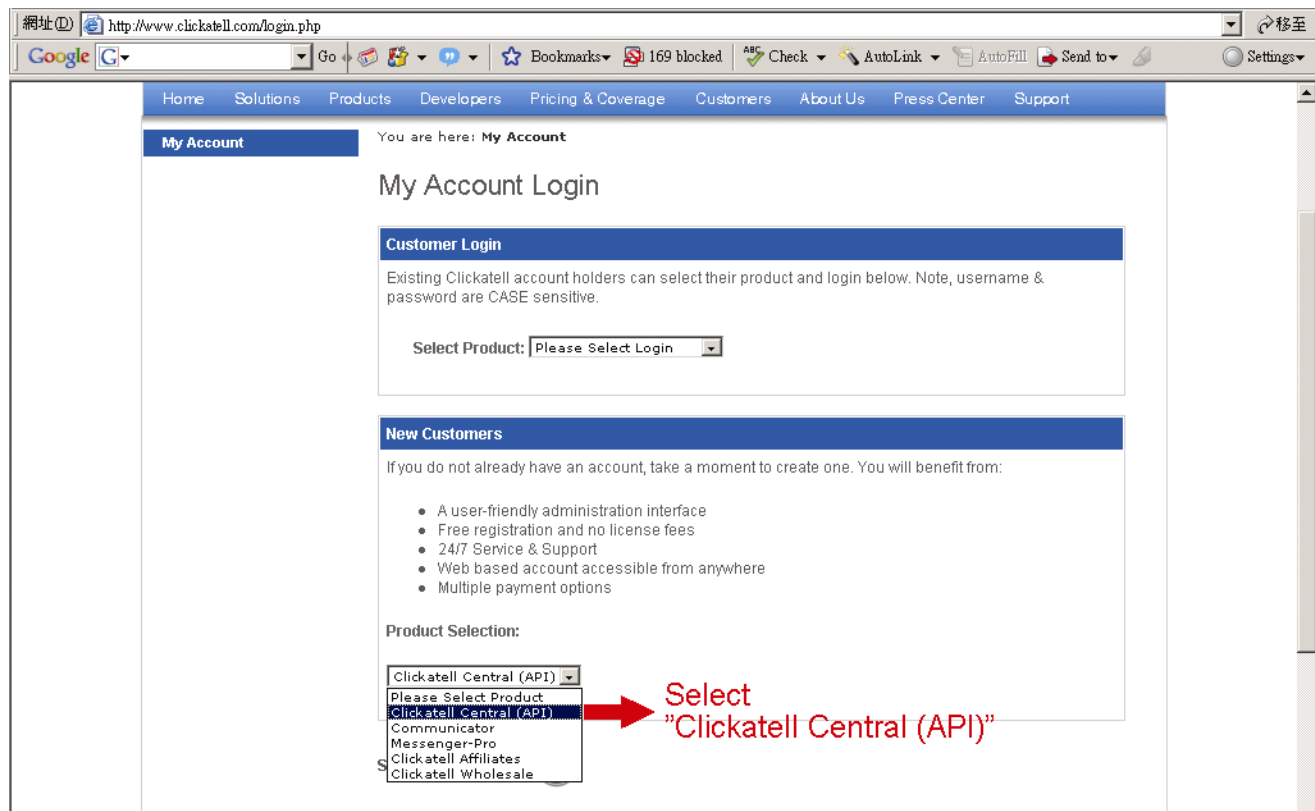 網址(D) http://www.clickatell.com/login.php 移至
Google G Go Bookmarks 169 blocked ABC Check AutoLink AutoFill Send to Settings
Home Solutions Products Developers Pricing & Coverage Customers About Us Press Center Support
My Account
You are here: My Account
My Account Login
Customer Login
Existing Clickatell account holders can select their product and login below. Note, username &
password are CASE sensitive.
Select Product: Please Select Login
New Customers
If you do not already have an account, take a moment to create one. You will benefit from:
A user-friendly administration interface
Free registration and no license fees
24/7 Service & Support
Web based account accessible from anywhere
Multiple payment options
Product Selection:
Clickatell Central (API)
Please Select Product
Clickatell Central (API)
Communicator
Messenger-Pro
Clickatell Affiliates
Clickatell Wholesale
Select
"Clickatell Central (API)"